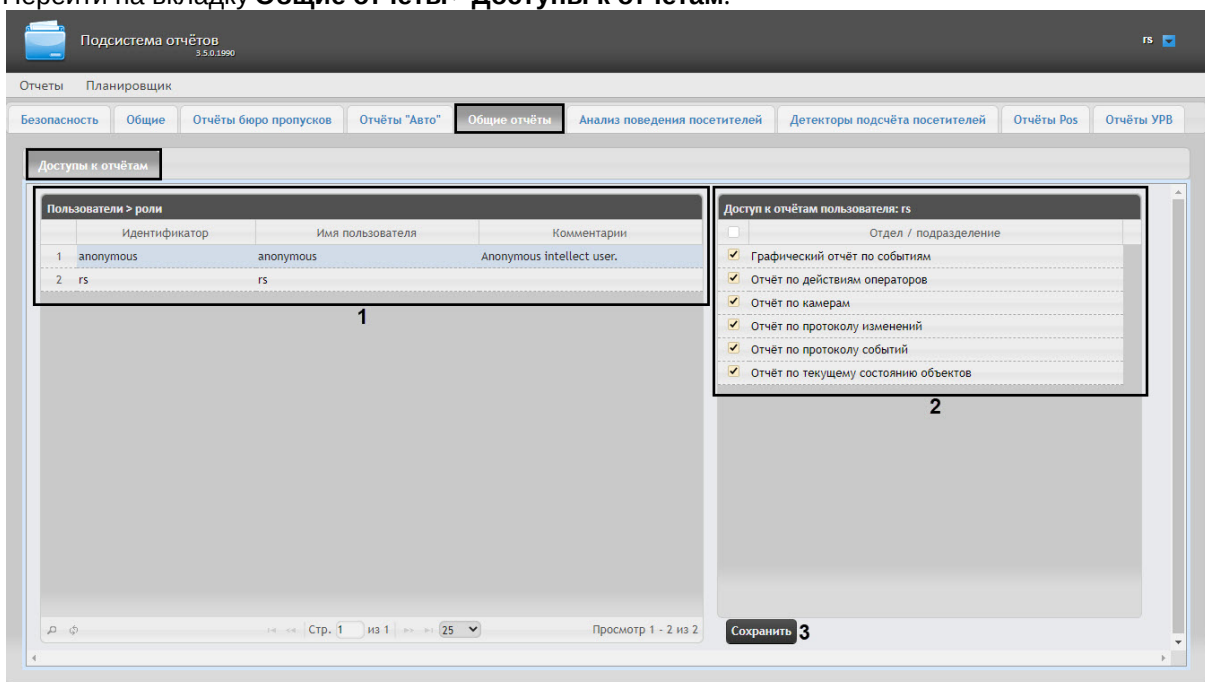 Перейти на вкладку Общие отчеты > Доступы к отчетам.
Подсистема отчётов
3.5.0.1990
rs
Отчеты Планировщик
Безопасность Общие Отчёты бюро пропусков Отчёты "Авто" Общие отчёты Анализ поведения посетителей Детекторы подсчёта посетителей Отчёты Pos Отчёты УРВ
Доступы к отчётам
Пользователи > роли
Идентификатор Имя пользователя Комментарии
1 anonymous anonymous Anonymous intellect user.
2 rs rs
1
Доступ к отчётам пользователя: rs
Отдел / подразделение
Графический отчёт по событиям
Отчёт по действиям операторов
Отчёт по камерам
Отчёт по протоколу изменений
Отчёт по протоколу событий
Отчёт по текущему состоянию объектов
2
Стр. 1 из 1 25 Просмотр 1 - 2 из 2
Сохранить 3